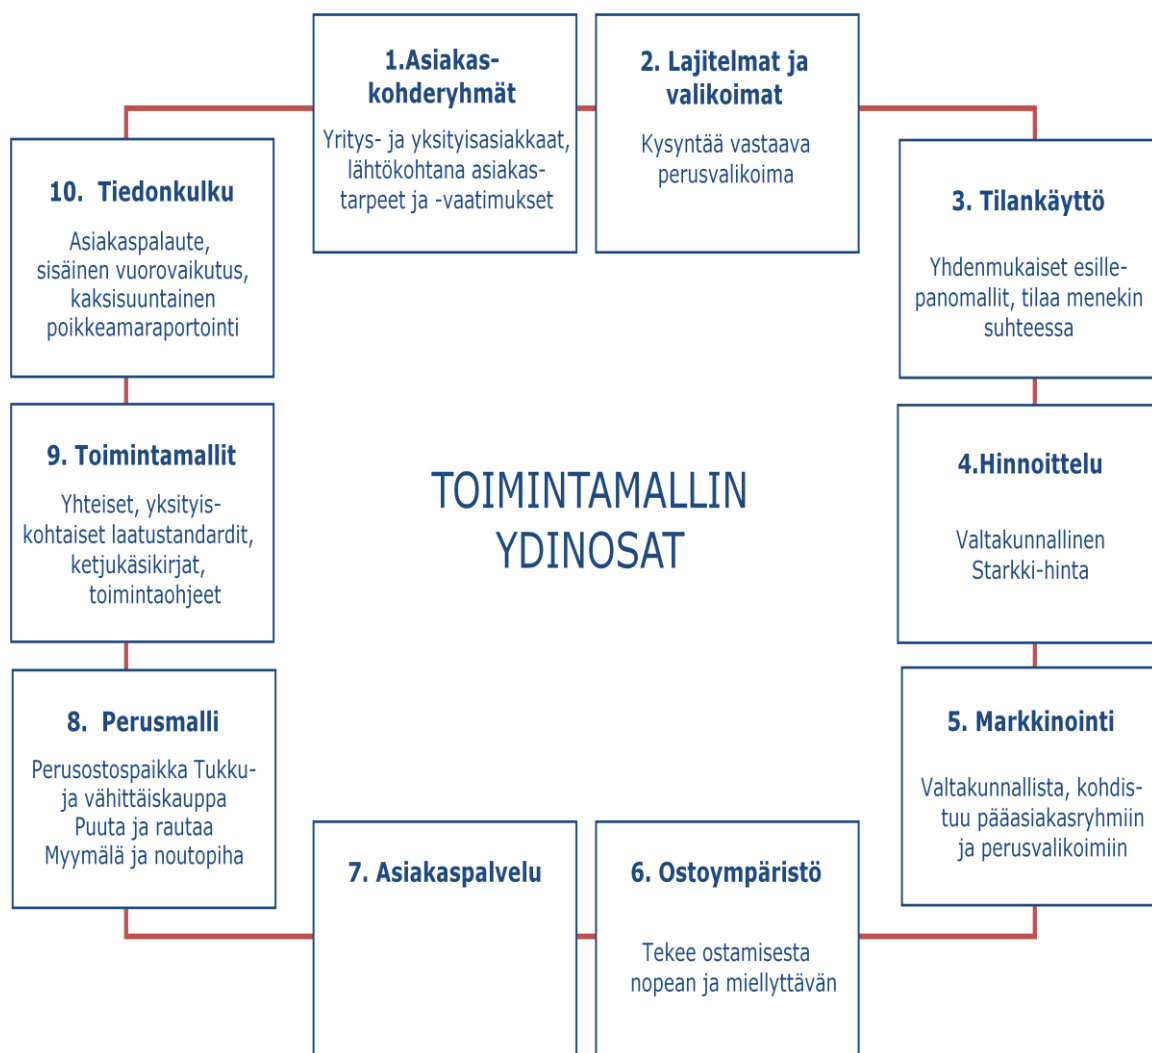 1.Asiakas-
kohderyhmät
Yritys- ja yksityisasiakkaat,
lähtökohtana asiakas-
tarpeet ja -vaatimukset
2. Lajitelmat ja
valikoimat
Kysyntää vastaava
perusvalikoima
3. Tilankäyttö
Yhdenmukaiset esille-
panomallit, tilaa menekin
suhteessa
4.Hinnoittelu
Valtakunnallinen
Starkki-hinta
5. Markkinointi
Valtakunnallista, kohdis-
tuu pääasiakasryhmiin
ja perusvalikoimiin
6. Ostoympäristö
Tekee ostamisesta
nopean ja miellyttävän
7. Asiakaspalvelu
8. Perusmalli
Perusostospaikka Tukku-
ja vähittäiskauppa
Puuta ja rautaa
Myymälä ja noutopiha
9. Toimintamallit
Yhteiset, yksityis-
kohtaiset laatustandardit,
ketjukäsikirjat,
toimintaohjeet
10. Tiedonkulku
Asiakaspalaute,
sisäinen vuorovaikutus,
kaksisuuntainen
poikkeamaraportointi
TOIMINTAMALLIN
YDINOSAT